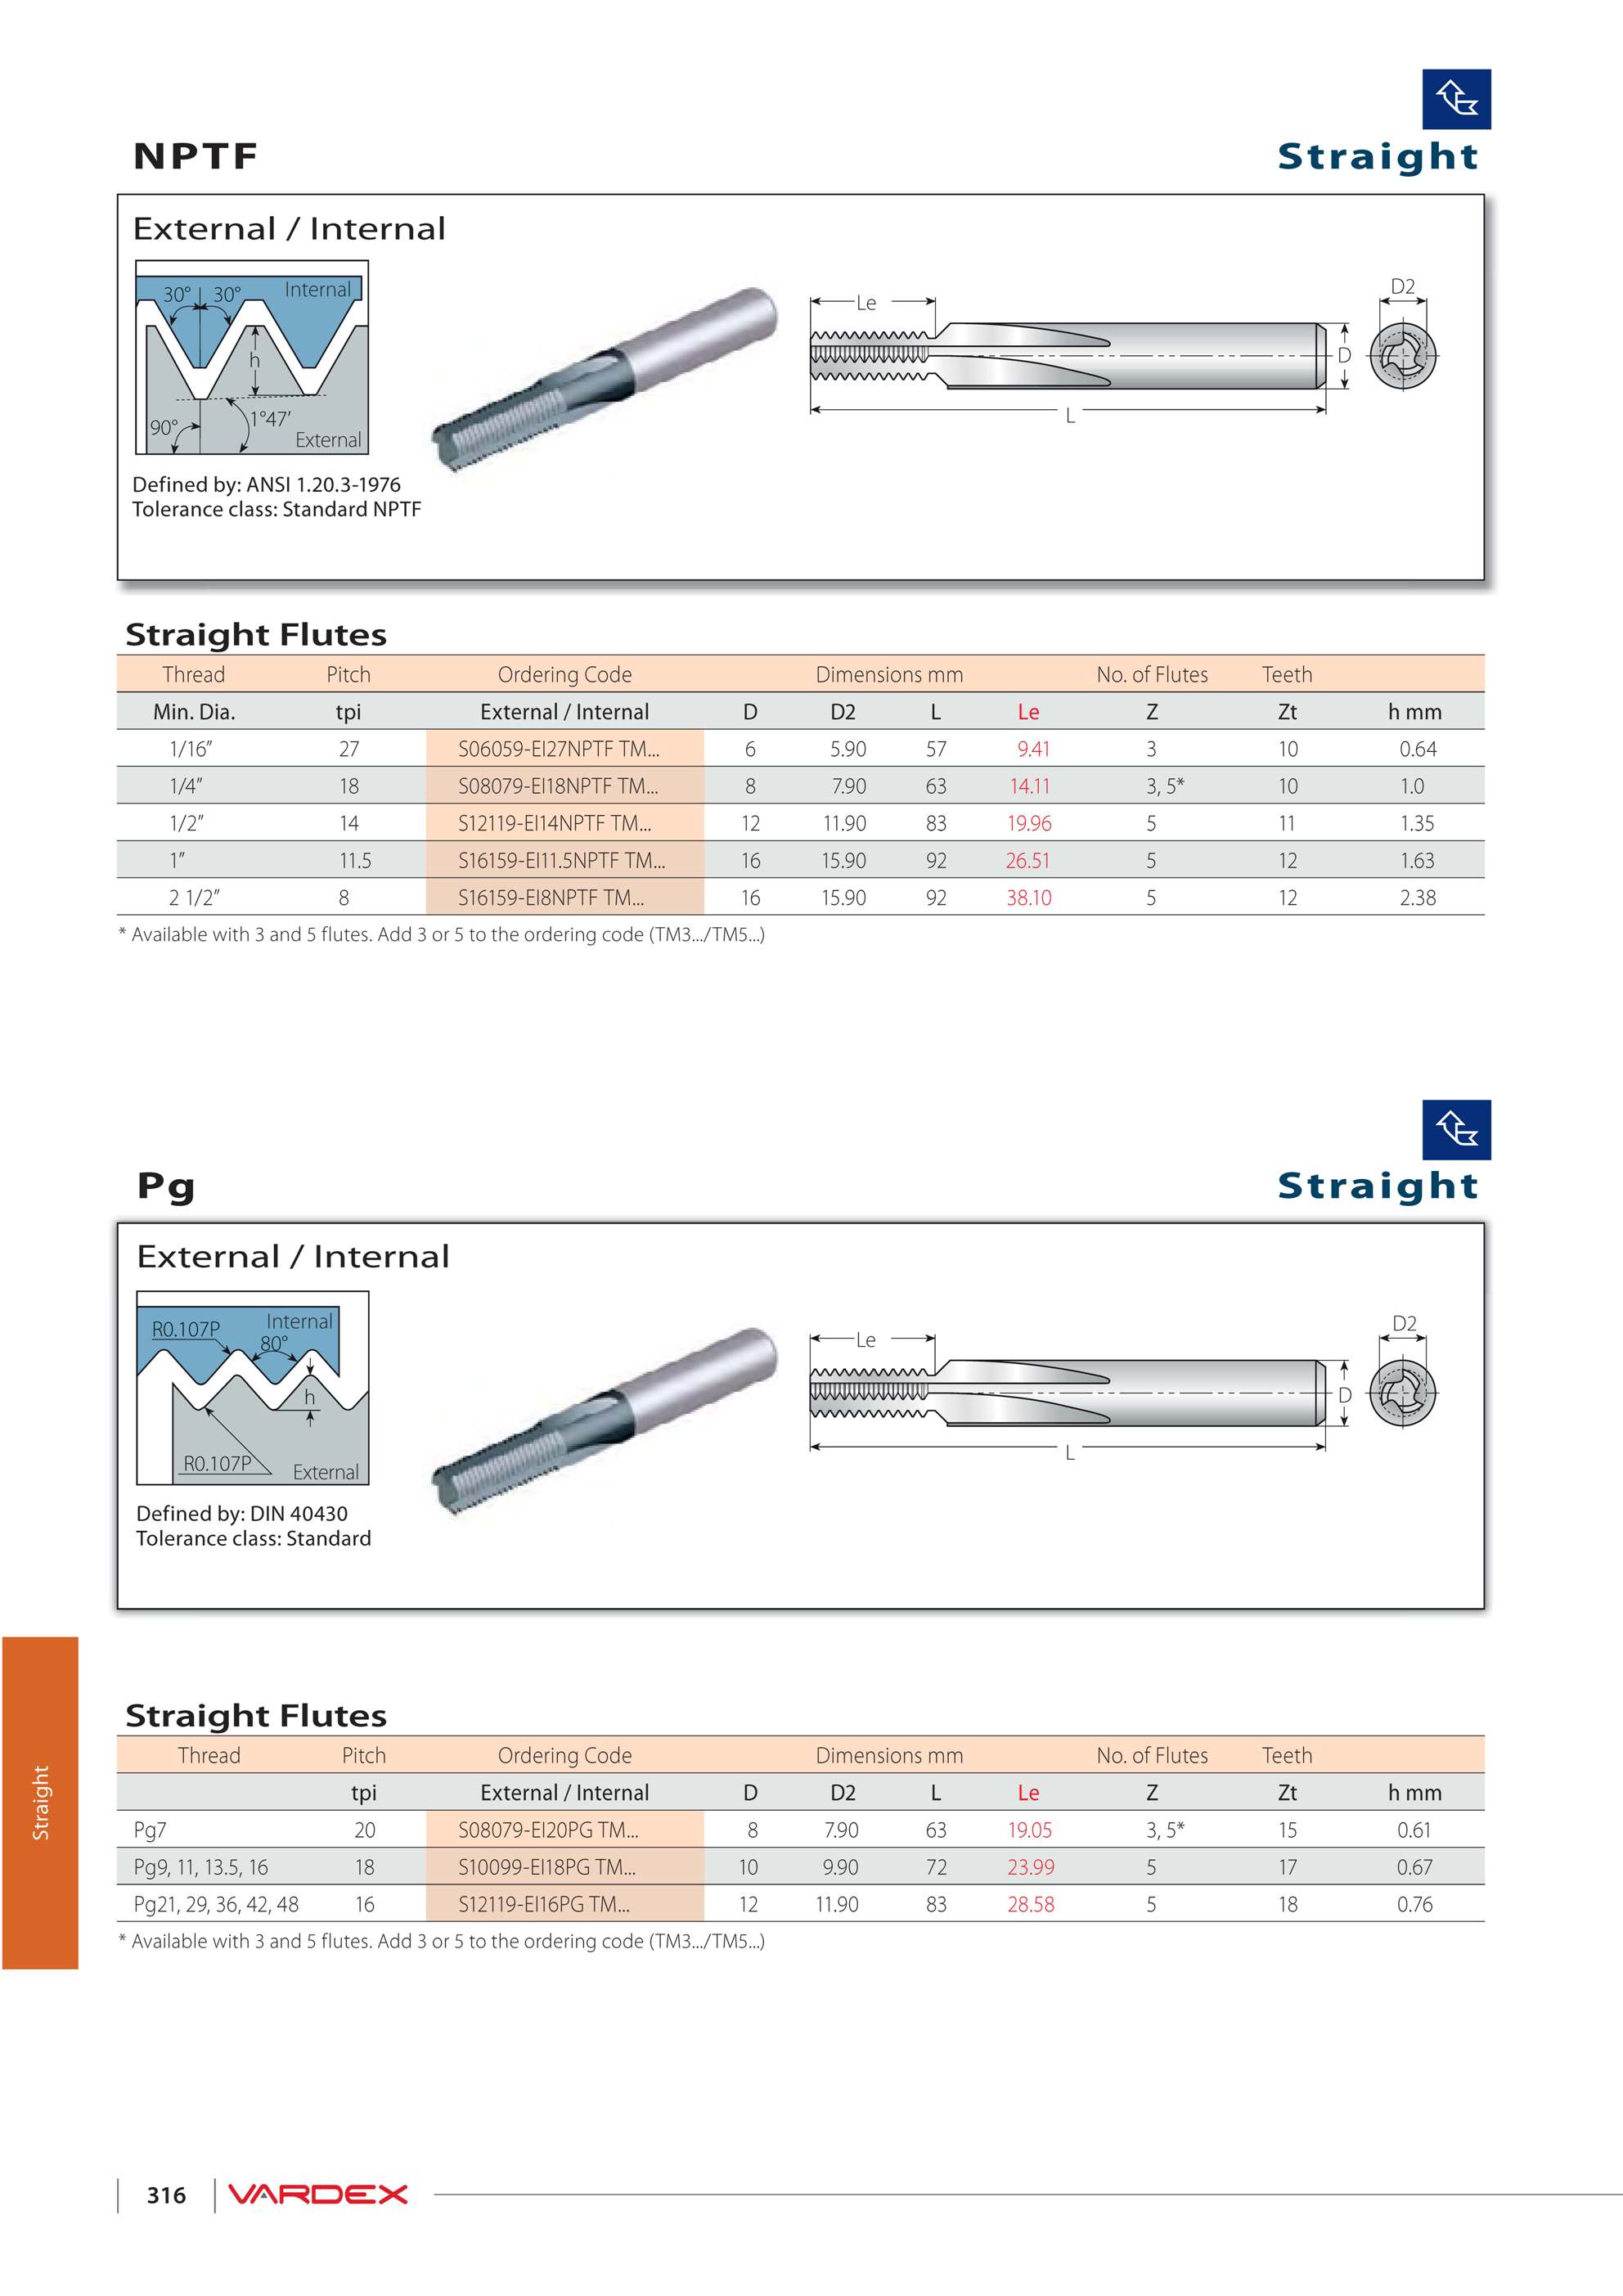 NPTF
Straight
External / Internal
30° 30° Internal
h
90° 1°47′
External
Le
D2
D
L
Defined by: ANSI 1.20.3-1976
Tolerance class: Standard NPTF
Straight Flutes
Thread Pitch Ordering Code Dimensions mm No. of Flutes Teeth
Min. Dia. tpi External / Internal D D2 L Le Z Zt h mm
1/16″ 27 S06059-EI27NPTF TM... 6 5.90 57 9.41 3 10 0.64
1/4″ 18 S08079-EI18NPTF TM... 8 7.90 63 14.11 3, 5* 10 1.0
1/2″ 14 S12119-EI14NPTF TM... 12 11.90 83 19.96 5 11 1.35
1″ 11.5 S16159-EI11.5NPTF TM... 16 15.90 92 26.51 5 12 1.63
2 1/2″ 8 S16159-EI8NPTF TM... 16 15.90 92 38.10 5 12 2.38
* Available with 3 and 5 flutes. Add 3 or 5 to the ordering code (TM3.../TM5...)
Pg
Straight
External / Internal
R0.107P Internal
80°
h
R0.107P External
Le
D2
D
L
Defined by: DIN 40430
Tolerance class: Standard
Straight Flutes
Thread Pitch Ordering Code Dimensions mm No. of Flutes Teeth
tpi External / Internal D D2 L Le Z Zt h mm
Pg7 20 S08079-EI20PG TM... 8 7.90 63 19.05 3, 5* 15 0.61
Pg9, 11, 13.5, 16 18 S10099-EI18PG TM... 10 9.90 72 23.99 5 17 0.67
Pg21, 29, 36, 42, 48 16 S12119-EI16PG TM... 12 11.90 83 28.58 5 18 0.76
* Available with 3 and 5 flutes. Add 3 or 5 to the ordering code (TM3.../TM5...)
Straight
316 VARDEX